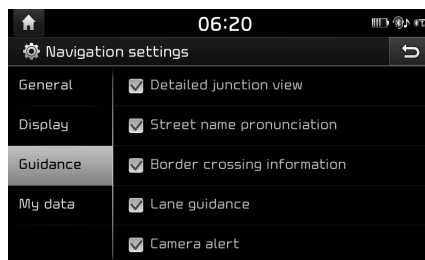 06:20
Navigation settings
General
Detailed junction view
Display
Street name pronunciation
Guidance
Border crossing information
My data
Lane guidance
Camera alert